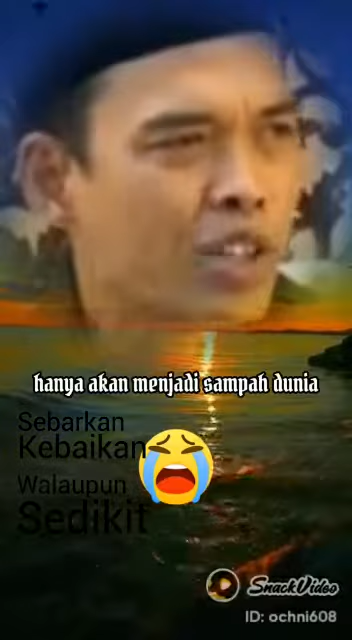 hanya akan menjadi sampah dunia
Sebarkan
Kebaikan
Walaupun
Sedikit
SnackVideo
ID: ochni608